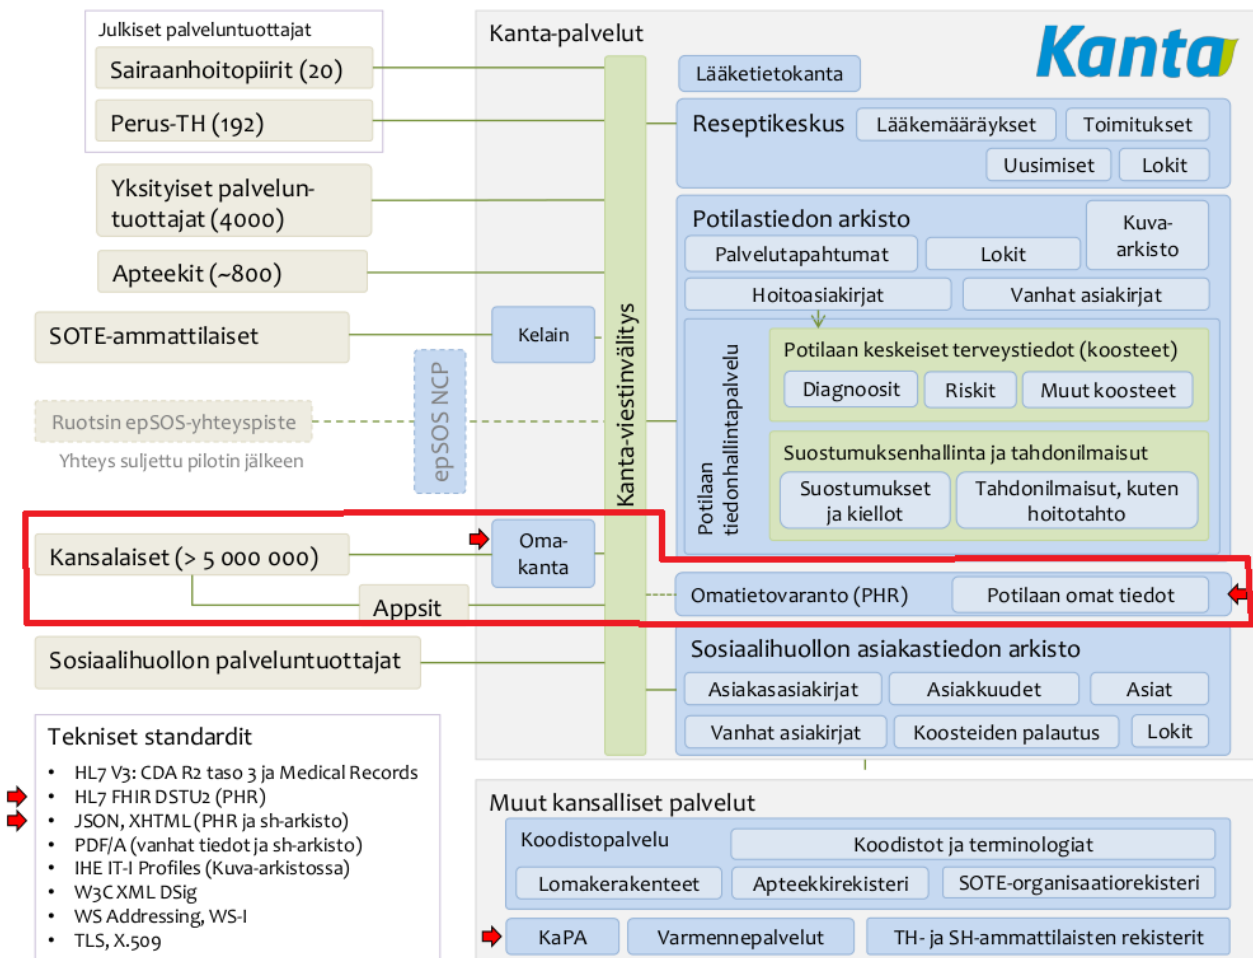 Julkiset palveluntuottajat
Sairaanhoitopiirit (20)
Perus-TH (192)
Yksityiset palvelun-
tuottajat (4000)
Apteekit (~800)
SOTE-ammattilaiset
Ruotsin epSOS-yhteyspiste
Yhteys suljettu pilotin jälkeen
Kansalaiset (> 5 000 000)
Appsit
Sosiaalihuollon palveluntuottajat
Kanta-palvelut
Kanta
Kelain
epSOS NCP
Oma-
kanta
Kanta-viestinvälitys
Lääketietokanta
Reseptikeskus
Lääkemääräykset
Toimitukset
Uusimiset
Lokit
Potilastiedon arkisto
Kuva-
arkisto
Palvelutapahtumat
Lokit
Hoitoasiakirjat
Vanhat asiakirjat
Potilaan
tiedonhallintapalvelu
Potilaan keskeiset terveystiedot (koosteet)
Diagnoosit
Riskit
Muut koosteet
Suostumuksenhallinta ja tahdonilmaisut
Suostumukset
ja kiellot
Tahdonilmaisut, kuten
hoitotahto
Omatietovaranto (PHR)
Potilaan omat tiedot
Sosiaalihuollon asiakastiedon arkisto
Asiakasasiakirjat
Asiakkuudet
Asiat
Vanhat asiakirjat
Koosteiden palautus
Lokit
Tekniset standardit
• HL7 V3: CDA R2 taso 3 ja Medical Records
• HL7 FHIR DSTU2 (PHR)
• JSON, XHTML (PHR ja sh-arkisto)
• PDF/A (vanhat tiedot ja sh-arkisto)
• IHE IT-I Profiles (Kuva-arkistossa)
• W3C XML DSig
• WS Addressing, WS-I
• TLS, X.509
Muut kansalliset palvelut
Koodistopalvelu
Koodistot ja terminologiat
Lomakerakenteet
Apteekkirekisteri
SOTE-organisaatiorekisteri
KaPA
Varmennepalvelut
TH- ja SH-ammattilaisten rekisterit